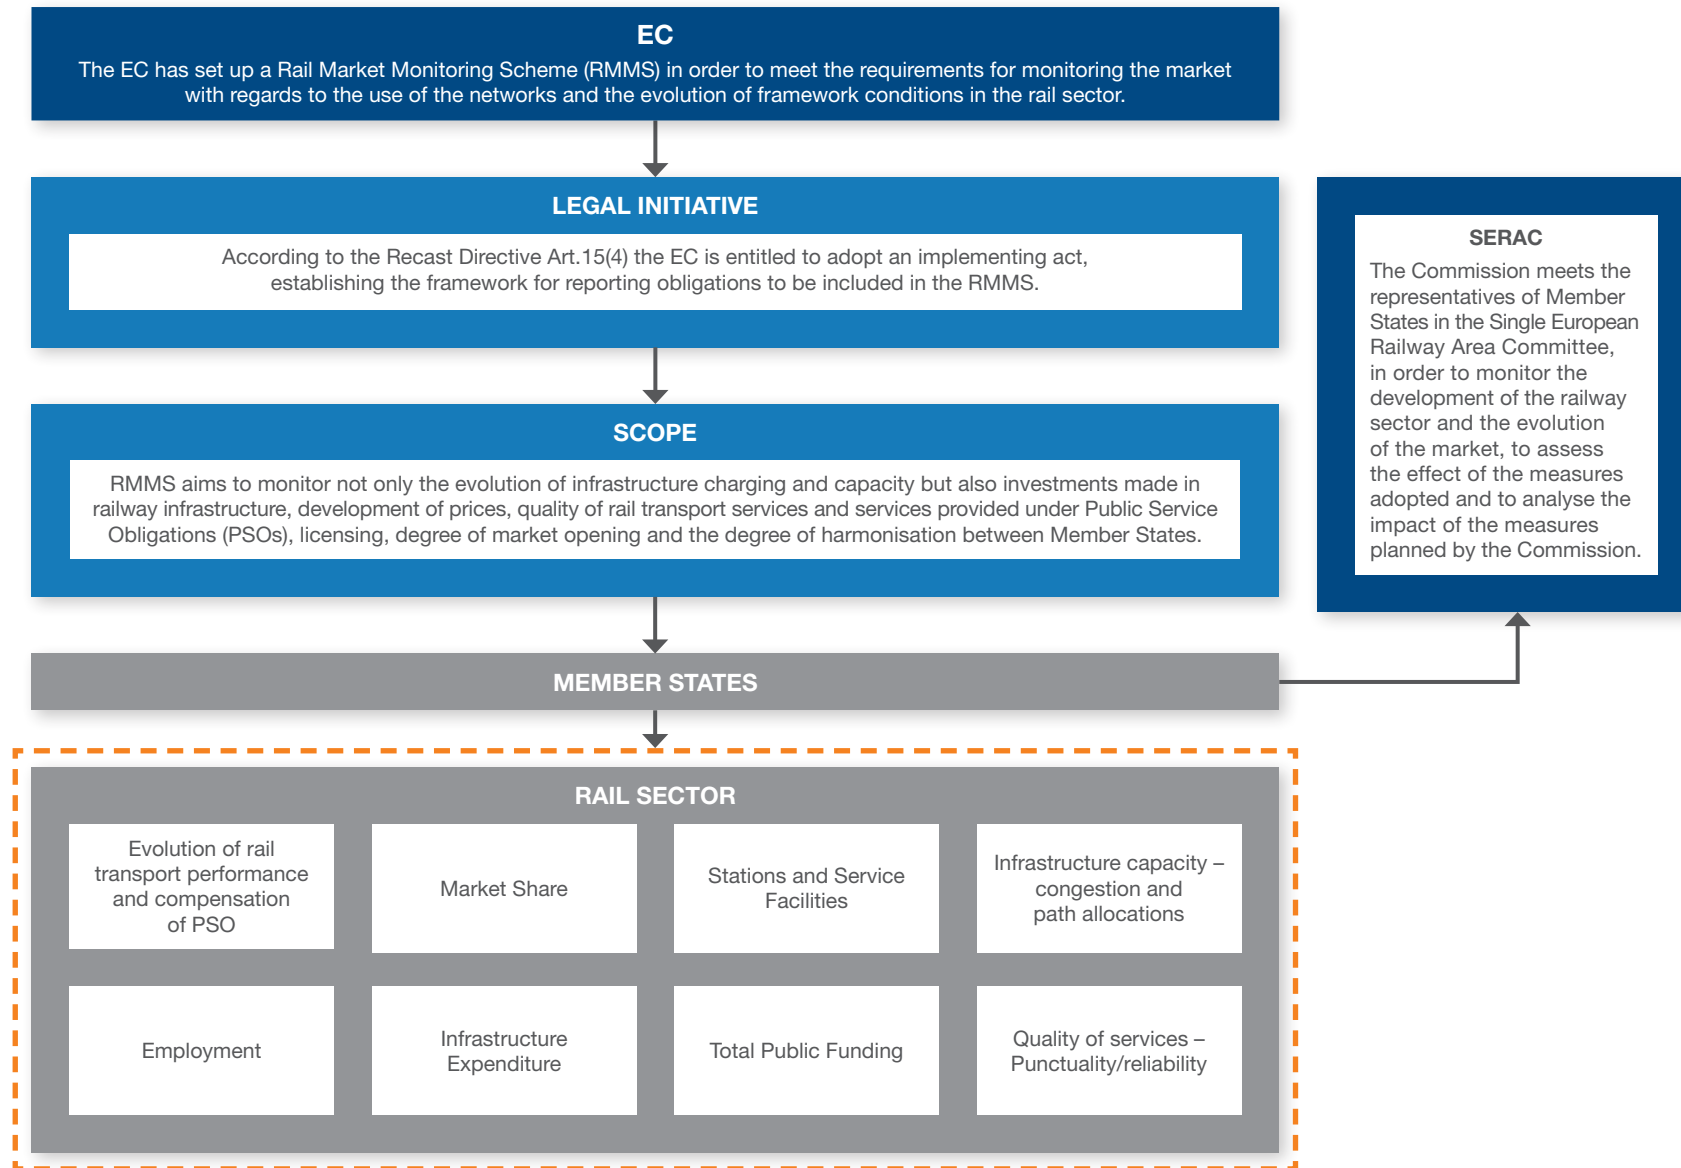 EC
The EC has set up a Rail Market Monitoring Scheme (RMMS) in order to meet the requirements for monitoring the market
with regards to the use of the networks and the evolution of framework conditions in the rail sector.
LEGAL INITIATIVE
According to the Recast Directive Art.15(4) the EC is entitled to adopt an implementing act,
establishing the framework for reporting obligations to be included in the RMMS.
SCOPE
RMMS aims to monitor not only the evolution of infrastructure charging and capacity but also investments made in
railway infrastructure, development of prices, quality of rail transport services and services provided under Public Service
Obligations (PSOs), licensing, degree of market opening and the degree of harmonisation between Member States.
SERAC
The Commission meets the
representatives of Member
States in the Single European
Railway Area Committee,
in order to monitor the
development of the railway
sector and the evolution
of the market, to assess
the effect of the measures
adopted and to analyse the
impact of the measures
planned by the Commission.
MEMBER STATES
RAIL SECTOR
Evolution of rail
transport performance
and compensation
of PSO
Market Share
Stations and Service
Facilities
Infrastructure capacity –
congestion and
path allocations
Employment
Infrastructure
Expenditure
Total Public Funding
Quality of services –
Punctuality/reliability